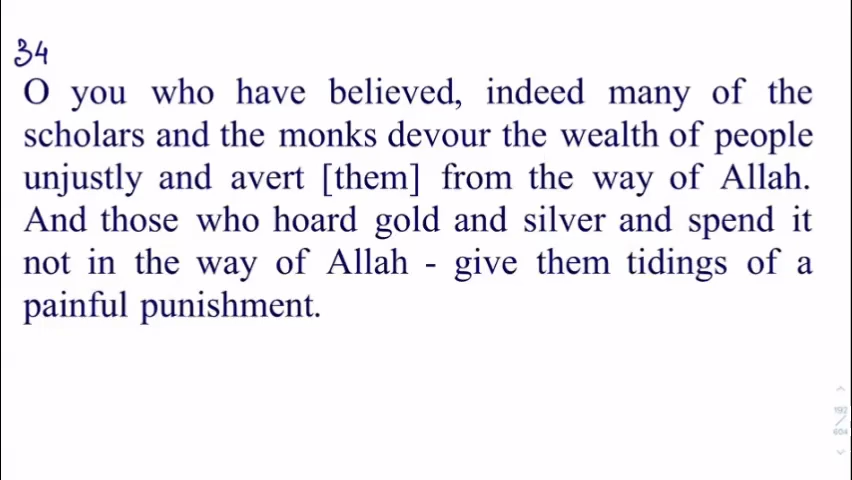 34
O you who have believed, indeed many of the
scholars and the monks devour the wealth of people
unjustly and avert [them] from the way of Allah.
And those who hoard gold and silver and spend it
not in the way of Allah - give them tidings of a
painful punishment.
192
604